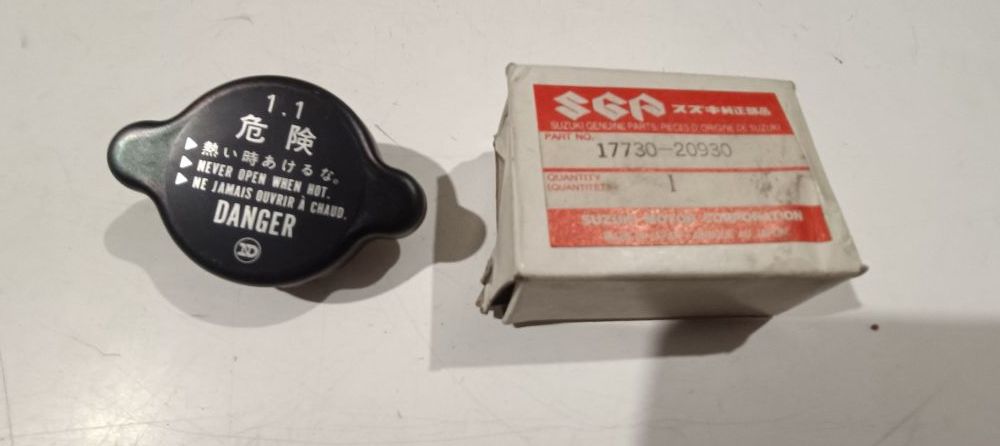 1.1
危険
熱い時あけるな。
NEVER OPEN WHEN HOT.
NE JAMAIS OUVRIR À CHAUD.
DANGER
ND
SGP スズキ純正部品
SUZUKI GENUINE PARTS/PIECES D'ORIGINE DE SUZUKI
PART NO.
17730-20930
QUANTITY
(QUANTITÉ)
1
SUZUKI MOTOR CORPORATION